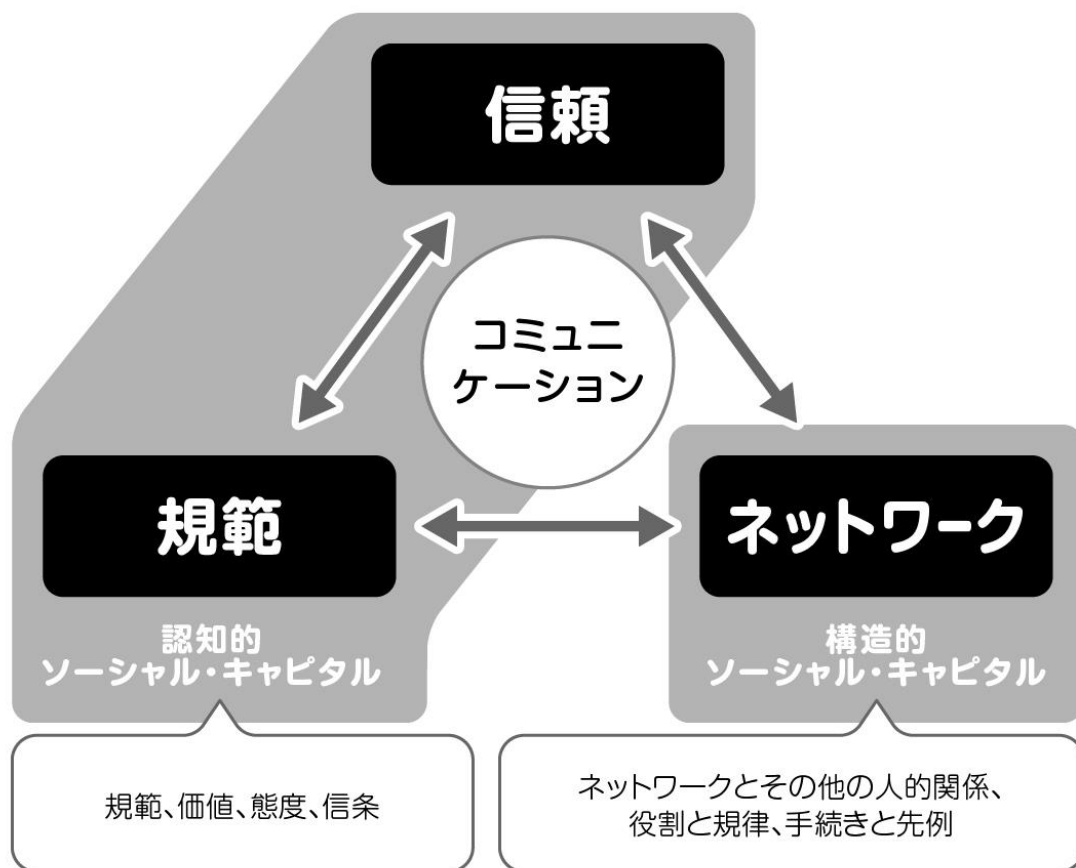 信頼
コミュニ
ケーション
規範
ネットワーク
認知的
ソーシャル・キャピタル
構造的
ソーシャル・キャピタル
規範、価値、態度、信条
ネットワークとその他の人的関係、
役割と規律、手続きと先例